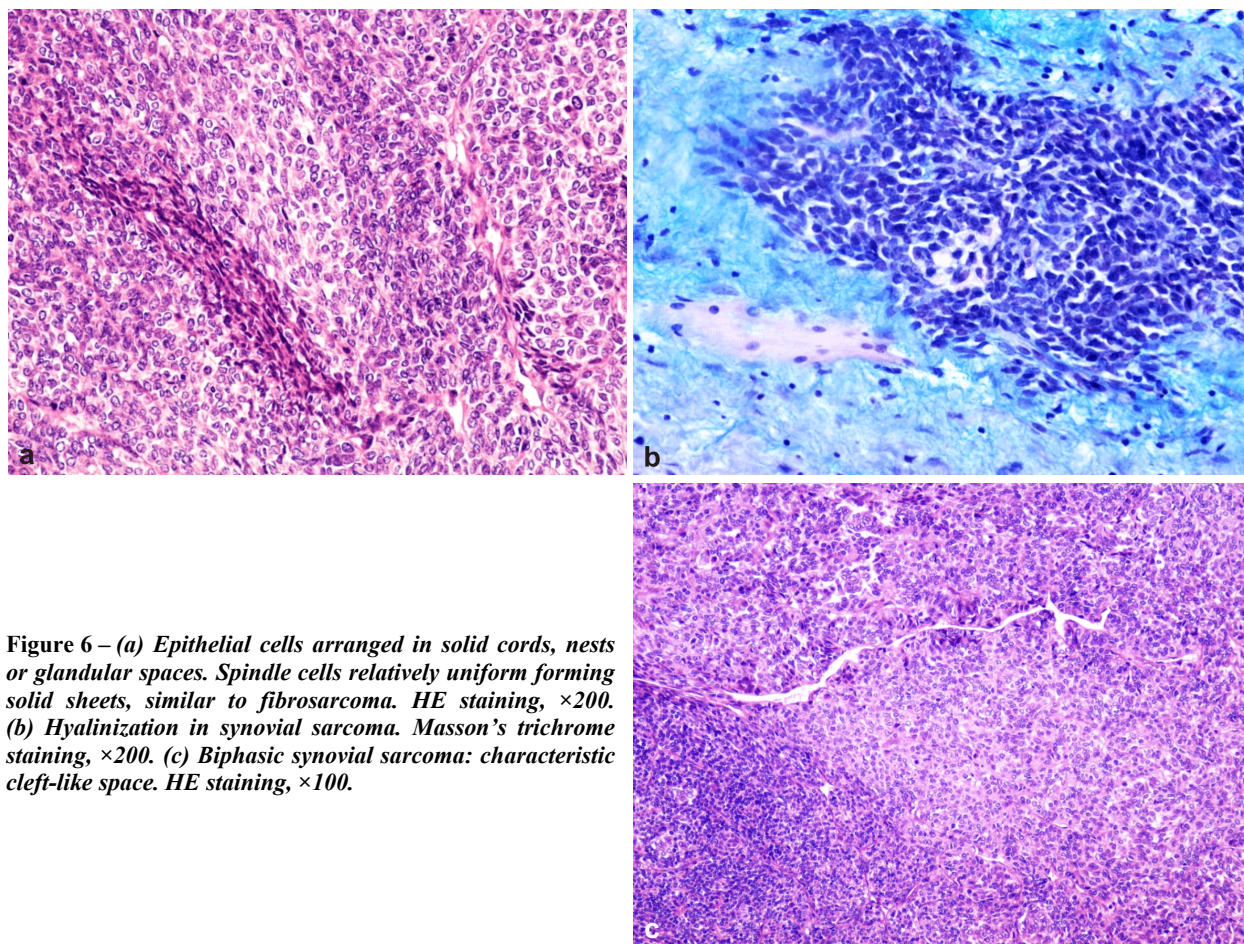 a
b
Figure 6 – (a) Epithelial cells arranged in solid cords, nests
or glandular spaces. Spindle cells relatively uniform forming
solid sheets, similar to fibrosarcoma. HE staining, ×200.
(b) Hyalinization in synovial sarcoma. Masson’s trichrome
staining, ×200. (c) Biphasic synovial sarcoma: characteristic
cleft-like space. HE staining, ×100.
c